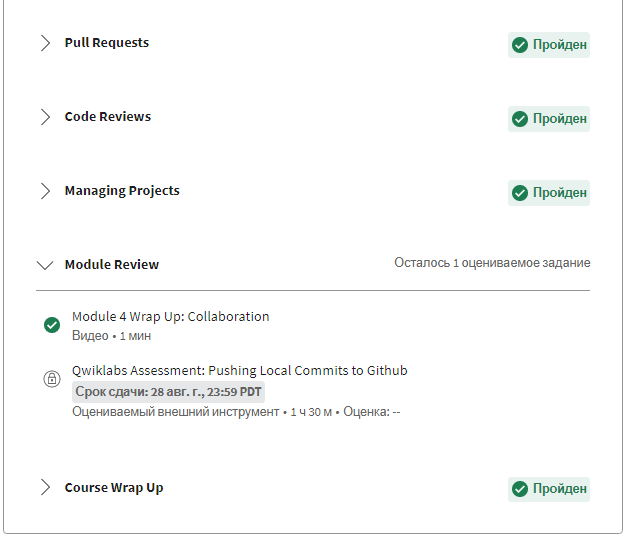 Pull Requests
Пройден
Code Reviews
Пройден
Managing Projects
Пройден
Module Review
Осталось 1 оцениваемое задание
Module 4 Wrap Up: Collaboration
Видео • 1 мин
Qwiklabs Assessment: Pushing Local Commits to Github
Срок сдачи: 28 авг. г., 23:59 PDT
Оцениваемый внешний инструмент • 1 ч 30 м • Оценка: --
Course Wrap Up
Пройден